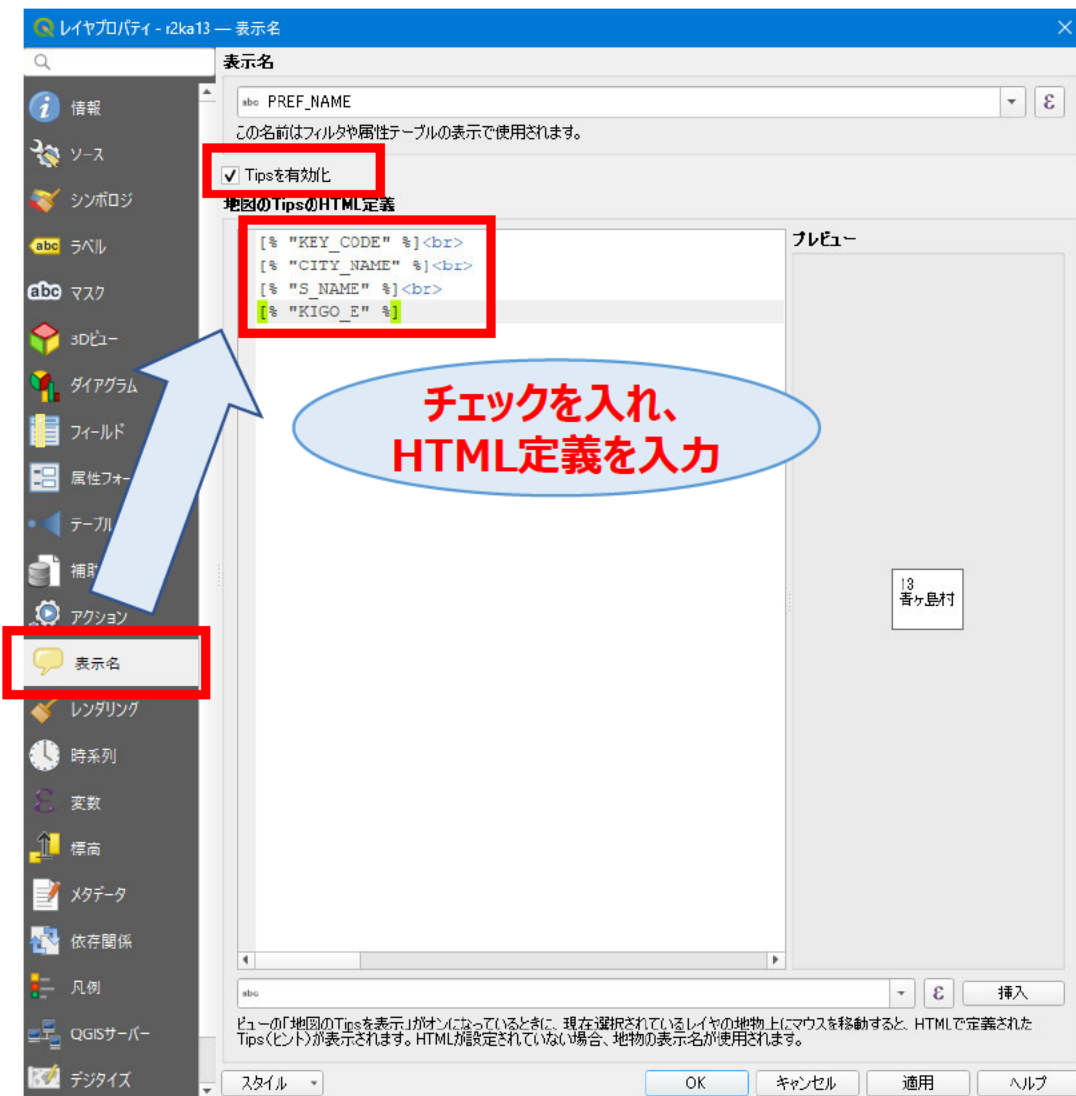 レイヤプロパティ - r2ka13 — 表示名
表示名
abc PREF_NAME
ε
この名前はフィルタや属性テーブルの表示で使用されます。
Tipsを有効化
地図のTipsのHTML定義
[% "KEY_CODE" %]<br>
[% "CITY_NAME" %]<br>
[% "S_NAME" %]<br>
[% "KIGO_E" %]
プレビュー
13
青ヶ島村
チェックを入れ、
HTML定義を入力
情報
ソース
シンボロジ
abc ラベル
abc マスク
3Dビュー
ダイアグラム
フィールド
属性フォー
テーブル
補助
アクション
表示名
レンダリング
時系列
変数
標高
メタデータ
依存関係
凡例
QGISサーバー
デジタイズ
abc
ε
挿入
ビューの「地図のTipsを表示」がオンになっているときに、現在選択されているレイヤの地物上にマウスを移動すると、HTMLで定義された
Tips(ヒント)が表示されます。HTMLが設定されていない場合、地物の表示名が使用されます。
スタイル
OK
キャンセル
適用
ヘルプ